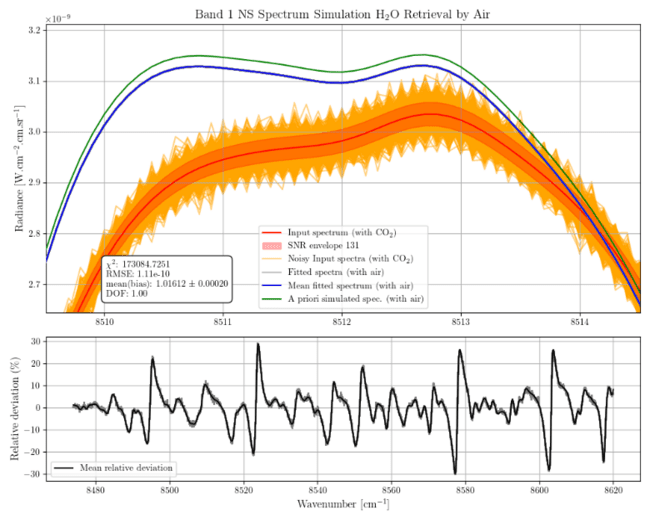 Band 1 NS Spectrum Simulation H₂O Retrieval by Air
×10⁻⁹
3.2
3.1
3.0
2.9
2.8
2.7
Radiance [W.cm⁻².cm.sr⁻¹]
Input spectrum (with CO₂)
SNR envelope 131
Noisy Input spectra (with CO₂)
Fitted spectra (with air)
Mean fitted spectrum (with air)
A priori simulated spec. (with air)
χ²: 173084.7251
RMSE: 1.11e-10
mean(bias): 1.01612 ± 0.00020
DOF: 1.00
8510 8511 8512 8513 8514
30
20
10
0
−10
−20
−30
Relative deviation (%)
Mean relative deviation
8480 8500 8520 8540 8560 8580 8600 8620
Wavenumber [cm⁻¹]